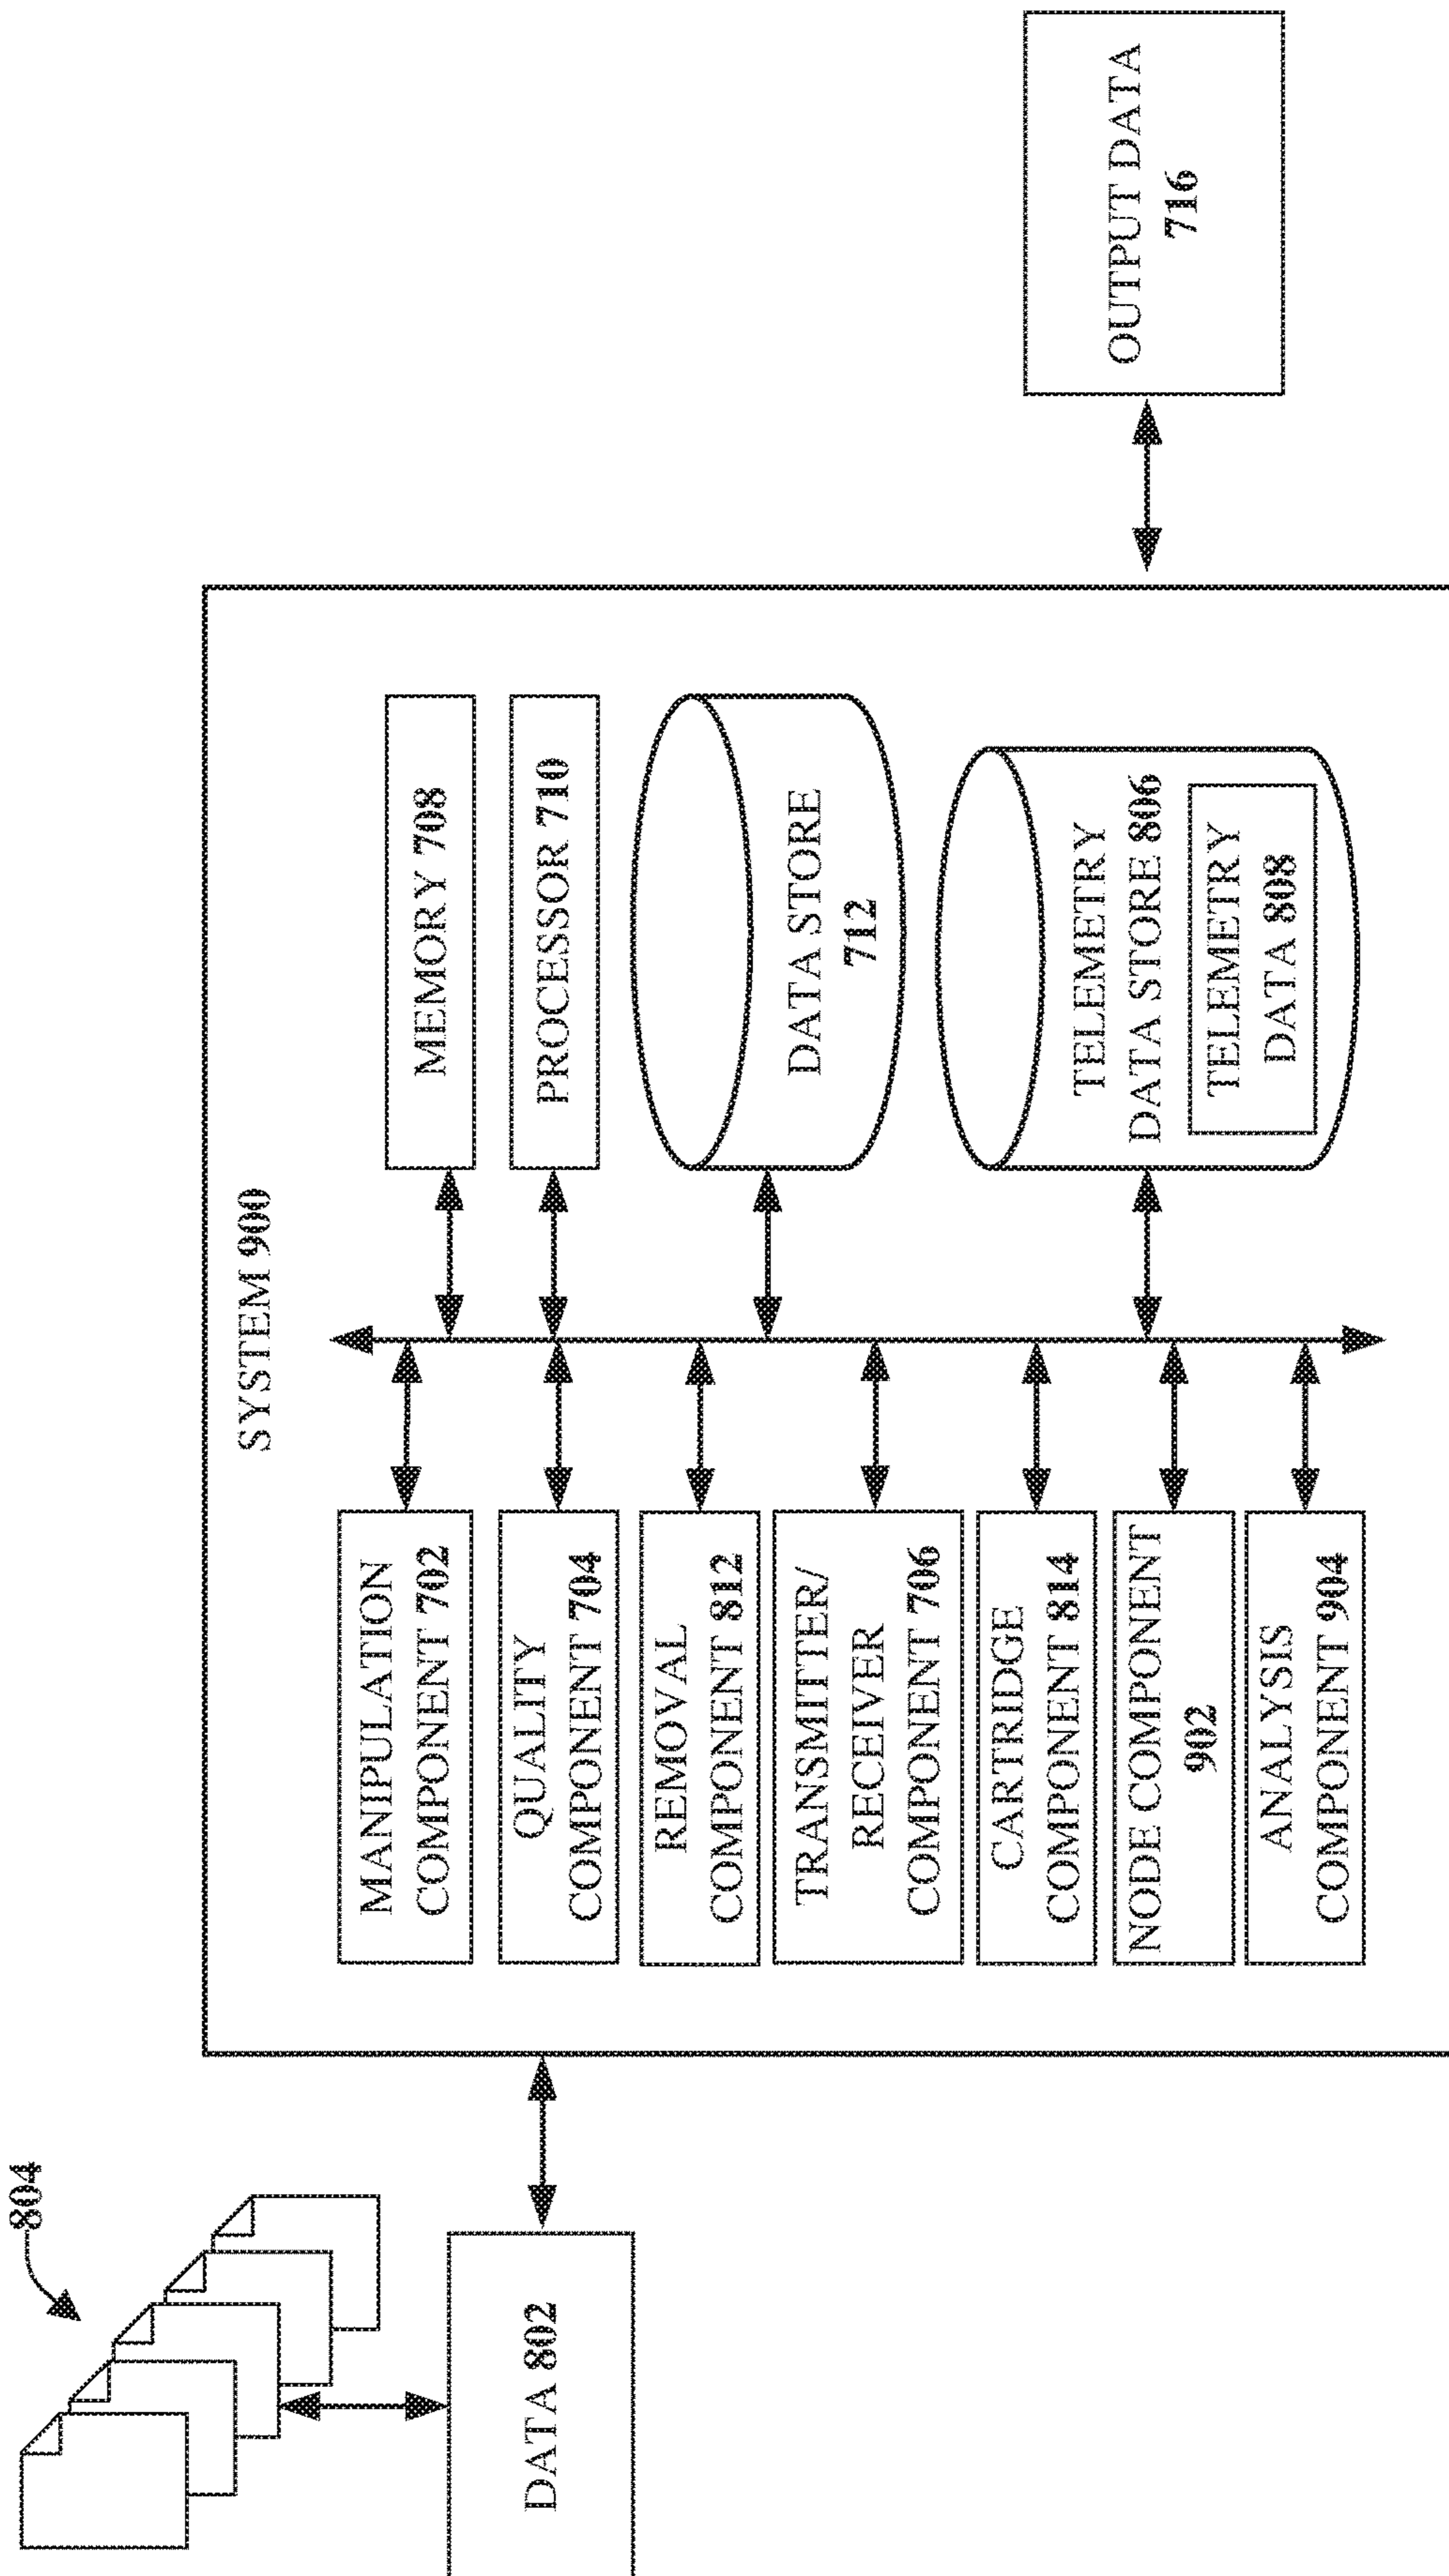 804
DATA 802
SYSTEM 900
MANIPULATION
COMPONENT 702
QUALITY
COMPONENT 704
REMOVAL
COMPONENT 812
TRANSMITTER/
RECEIVER
COMPONENT 706
CARTRIDGE
COMPONENT 814
NODE COMPONENT
902
ANALYSIS
COMPONENT 904
MEMORY 708
PROCESSOR 710
DATA STORE
712
TELEMETRY
DATA STORE 806
TELEMETRY
DATA 808
OUTPUT DATA
716